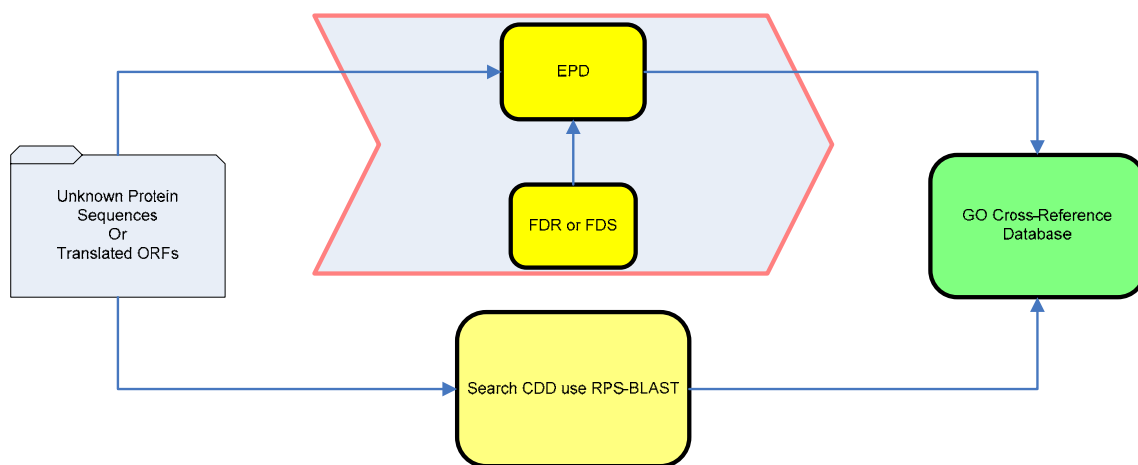 EPD
Unknown Protein
Sequences
Or
Translated ORFs
FDR or FDS
GO Cross-Reference
Database
Search CDD use RPS-BLAST